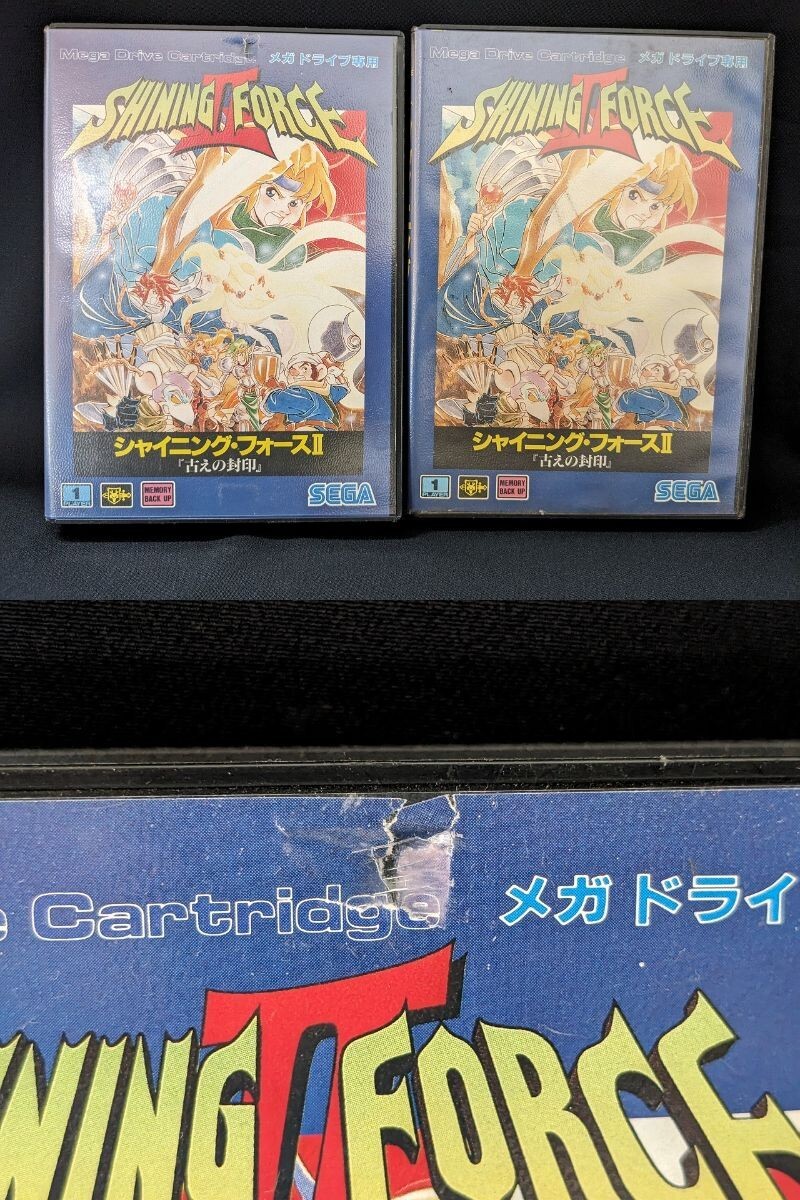 Mega Drive Cartridge メガ ドライブ専用
SHINING FORCE II
シャイニング・フォースII
『古えの封印』
1 PLAYER
MEMORY BACK UP
SEGA
Mega Drive Cartridge メガ ドライブ専用
SHINING FORCE II
シャイニング・フォースII
『古えの封印』
1 PLAYER
MEMORY BACK UP
SEGA
e Cartridge メガ ドライ
NING II FORCE